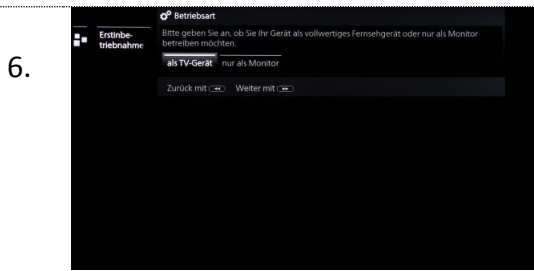 6.
Betriebsart
Erstinbe-
triebnahme
Bitte geben Sie an, ob Sie Ihr Gerät als vollwertiges Fernsehgerät oder nur als Monitor
betreiben möchten.
als TV-Gerät nur als Monitor
Zurück mit Weiter mit